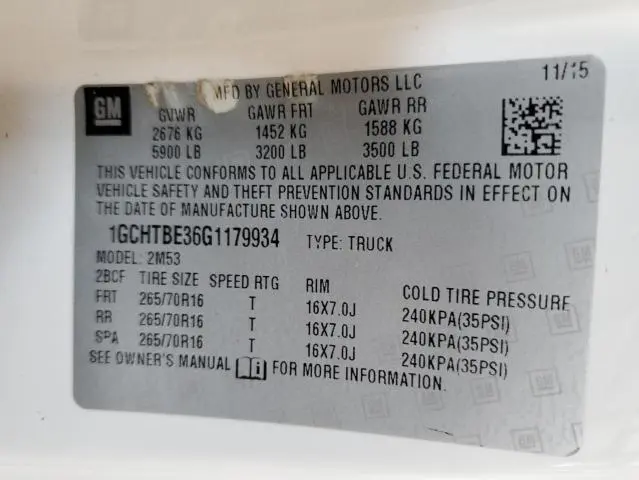 GM
MFD BY GENERAL MOTORS LLC 11/15
GVWR GAWR FRT GAWR RR
2676 KG 1452 KG 1588 KG
5900 LB 3200 LB 3500 LB
THIS VEHICLE CONFORMS TO ALL APPLICABLE U.S. FEDERAL MOTOR
VEHICLE SAFETY AND THEFT PREVENTION STANDARDS IN EFFECT ON
THE DATE OF MANUFACTURE SHOWN ABOVE.
1GCHTBE36G1179934 TYPE: TRUCK
MODEL: 2M53
2BCF TIRE SIZE SPEED RTG RIM COLD TIRE PRESSURE
FRT 265/70R16 T 16X7.0J 240KPA(35PSI)
RR 265/70R16 T 16X7.0J 240KPA(35PSI)
SPA 265/70R16 T 16X7.0J 240KPA(35PSI)
SEE OWNER'S MANUAL FOR MORE INFORMATION.